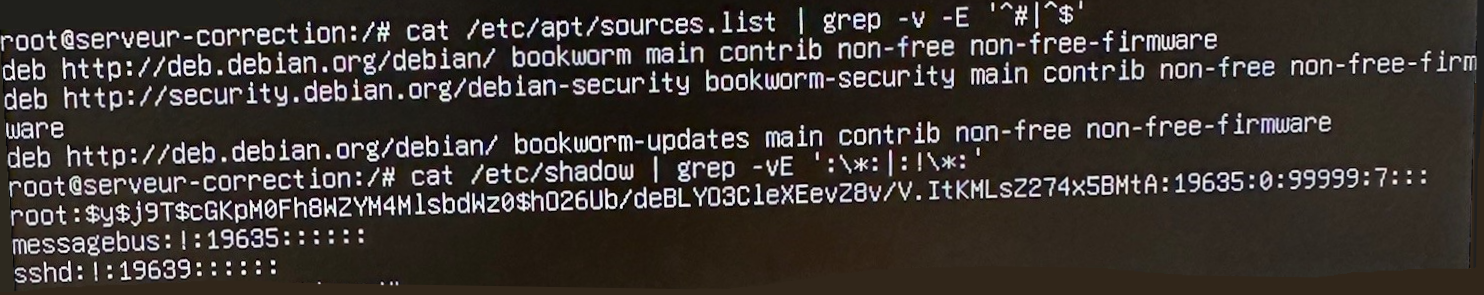 root@serveur-correction:/# cat /etc/apt/sources.list | grep -v -E '^#|^$'
deb http://deb.debian.org/debian/ bookworm main contrib non-free non-free-firmware
deb http://security.debian.org/debian-security bookworm-security main contrib non-free non-free-firm
ware
deb http://deb.debian.org/debian/ bookworm-updates main contrib non-free non-free-firmware
root@serveur-correction:/# cat /etc/shadow | grep -vE ':\*:|:!\*:'
root:$y$j9T$cGKpM0Fh8WZYM4MlsbdWz0$hO26Ub/deBLYO3CleXEevZ8v/V.ItKMLsZ274x5BMtA:19635:0:99999:7:::
messagebus:!:19635::::::
sshd:!:19639::::::